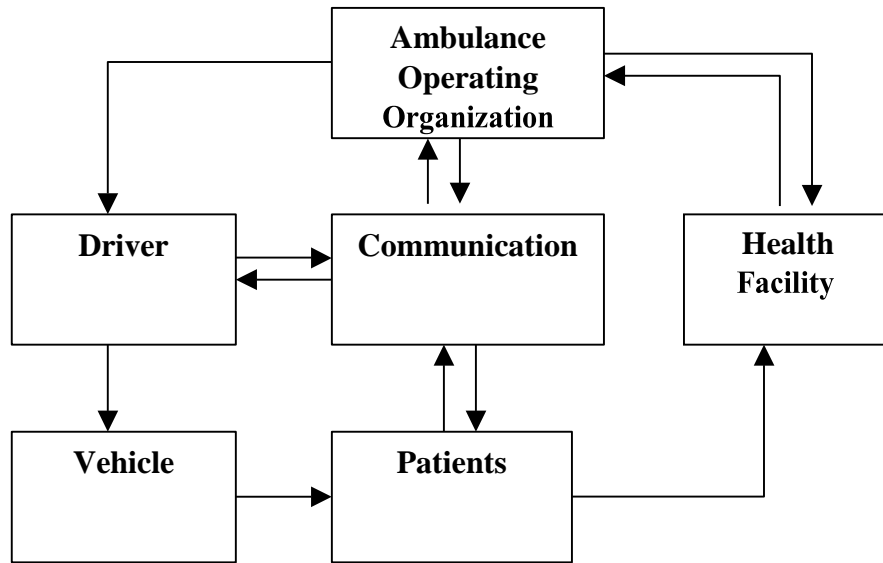 Ambulance
Operating
Organization
Driver
Communication
Health
Facility
Vehicle
Patients